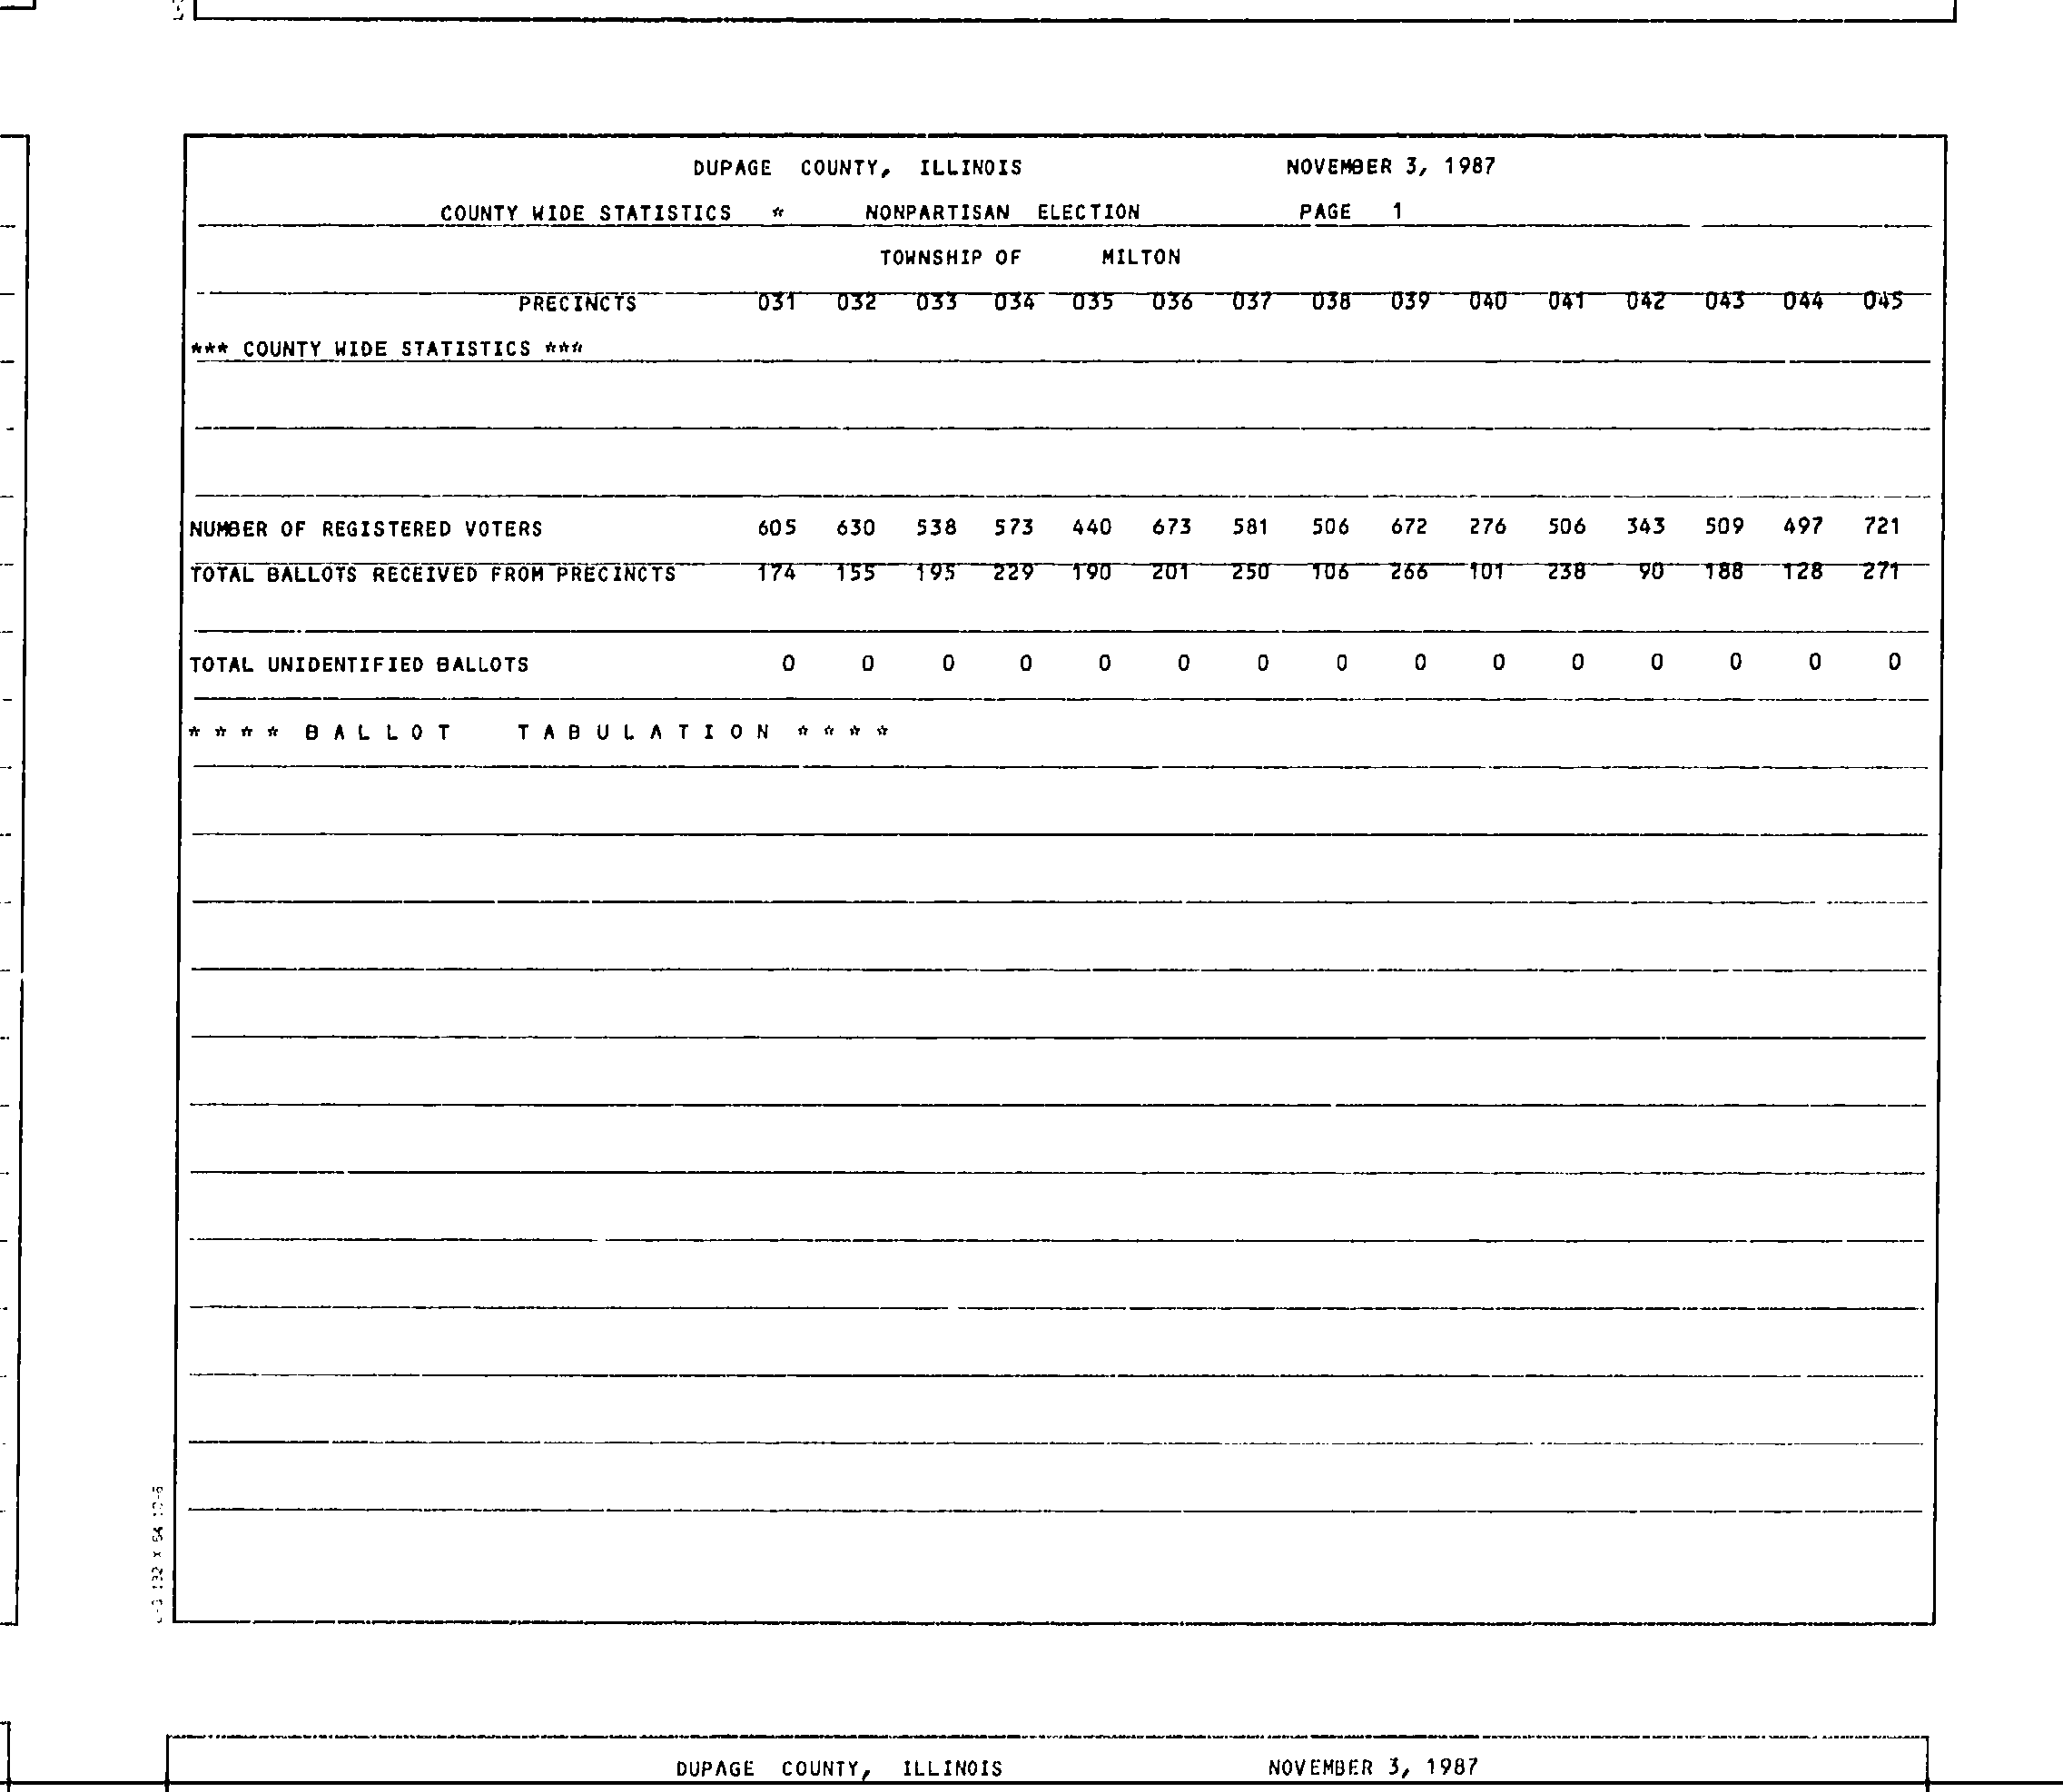 DUPAGE COUNTY, ILLINOIS NOVEMBER 3, 1987
COUNTY WIDE STATISTICS * NONPARTISAN ELECTION PAGE 1
TOWNSHIP OF MILTON
PRECINCTS 031 032 033 034 035 036 037 038 039 040 041 042 043 044 045
*** COUNTY WIDE STATISTICS ***
NUMBER OF REGISTERED VOTERS 605 630 538 573 440 673 581 506 672 276 506 343 509 497 721
TOTAL BALLOTS RECEIVED FROM PRECINCTS 174 155 195 229 190 201 250 106 266 101 238 90 188 128 271
TOTAL UNIDENTIFIED BALLOTS 0 0 0 0 0 0 0 0 0 0 0 0 0 0 0
* * * * B A L L O T T A B U L A T I O N * * * *
DUPAGE COUNTY, ILLINOIS NOVEMBER 3, 1987